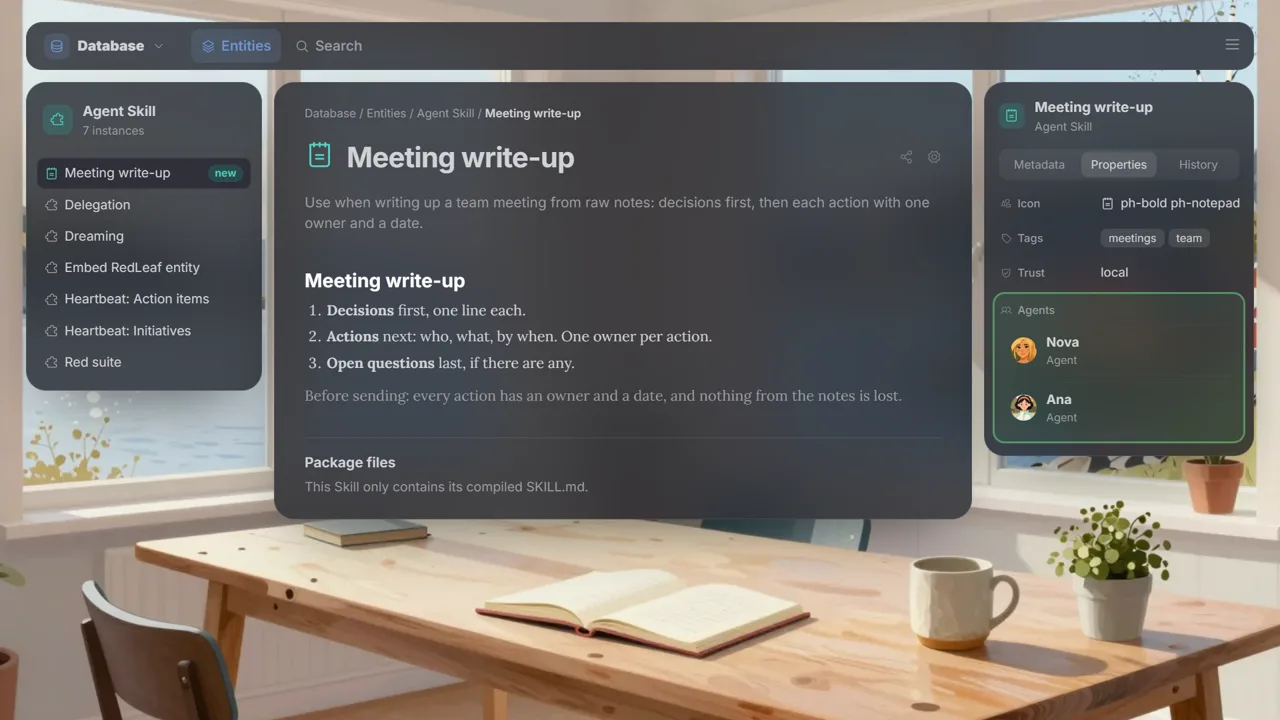 Database
Entities
Search
Agent Skill
7 instances
Meeting write-up
new
Delegation
Dreaming
Embed RedLeaf entity
Heartbeat: Action items
Heartbeat: Initiatives
Red suite
Database / Entities / Agent Skill / Meeting write-up
Meeting write-up
Use when writing up a team meeting from raw notes: decisions first, then each action with one
owner and a date.
Meeting write-up
1. Decisions first, one line each.
2. Actions next: who, what, by when. One owner per action.
3. Open questions last, if there are any.
Before sending: every action has an owner and a date, and nothing from the notes is lost.
Package files
This Skill only contains its compiled SKILL.md.
Meeting write-up
Agent Skill
Metadata
Properties
History
Icon
ph-bold ph-notepad
Tags
meetings
team
Trust
local
Agents
Nova
Agent
Ana
Agent